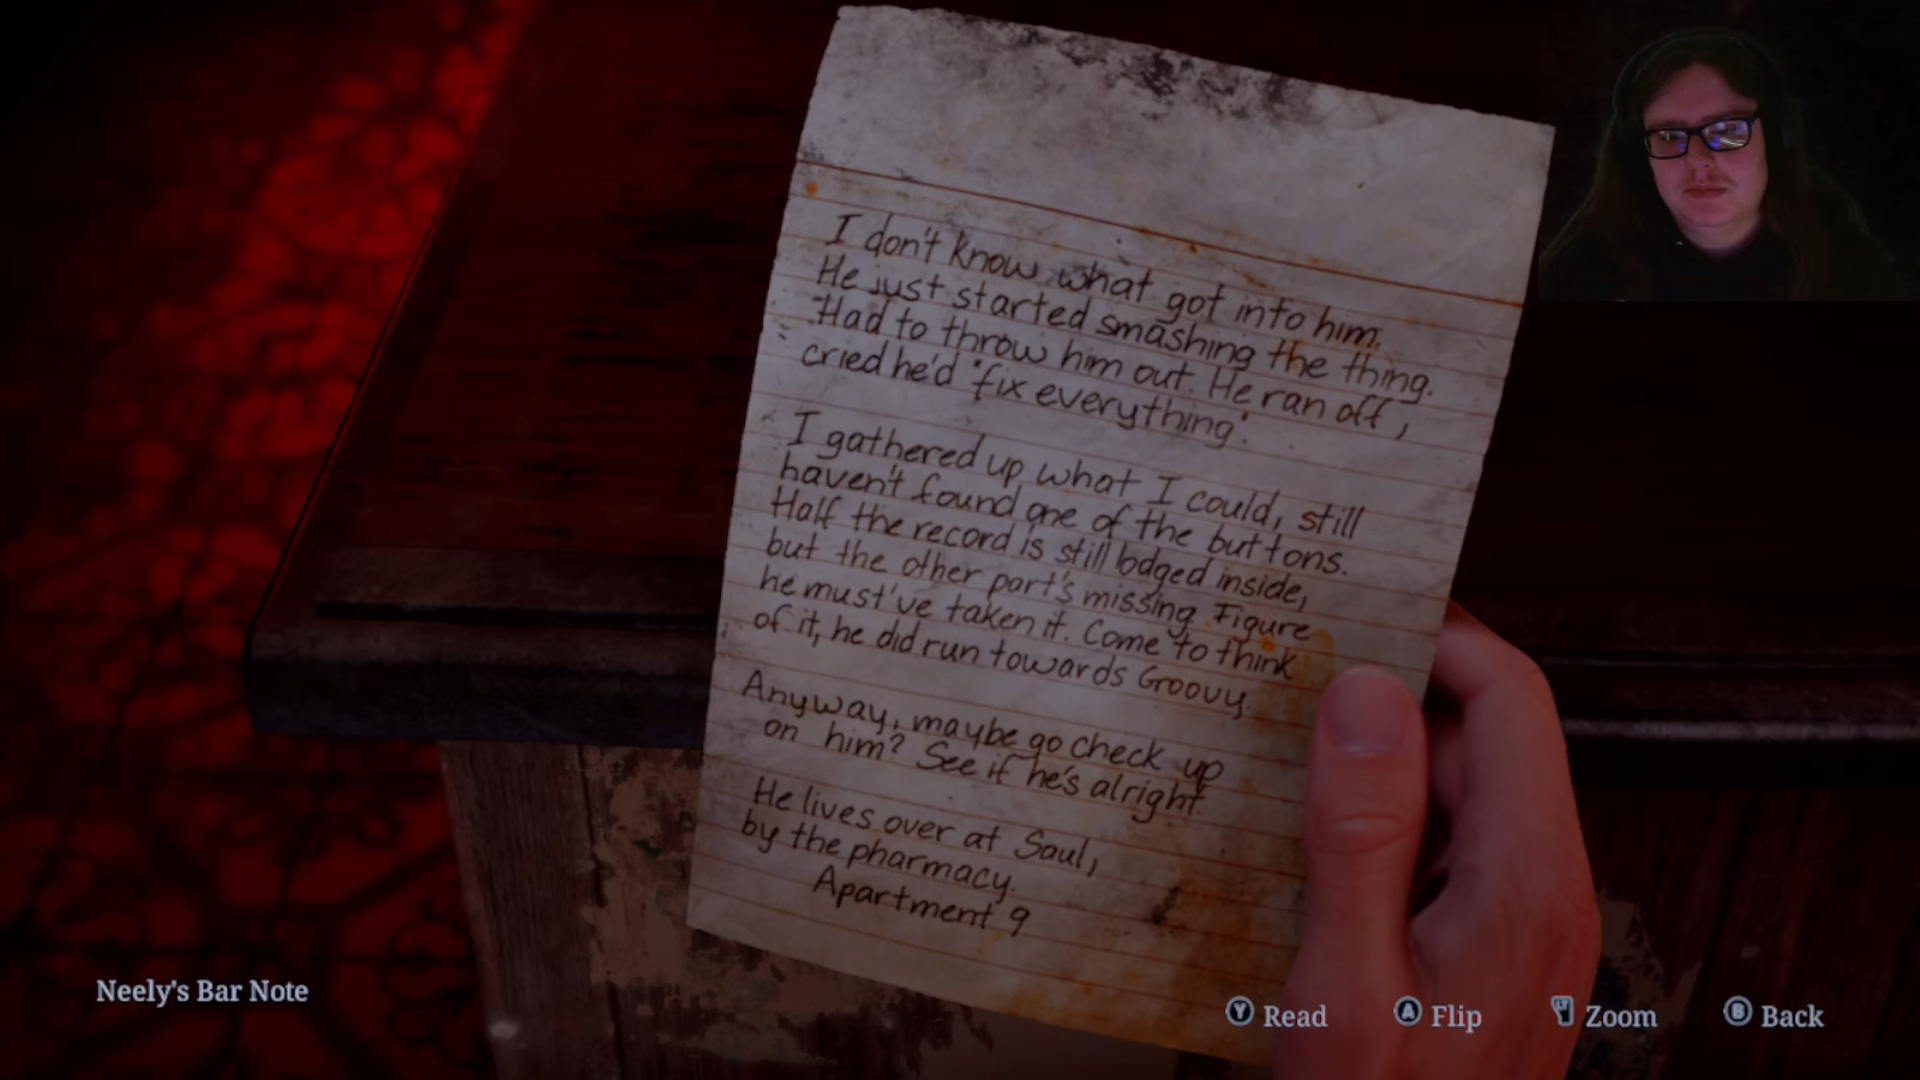 I don't know what got into him.
He just started smashing the thing.
Had to throw him out. He ran off,
cried he'd "fix everything".
I gathered up what I could, still
haven't found one of the buttons.
Half the record is still lodged inside,
but the other part's missing. Figure
he must've taken it. Come to think
of it, he did run towards Groovy.
Anyway, maybe go check up
on him? See if he's alright.
He lives over at Saul,
by the pharmacy.
Apartment 9
Neely's Bar Note
Y Read A Flip LT Zoom B Back